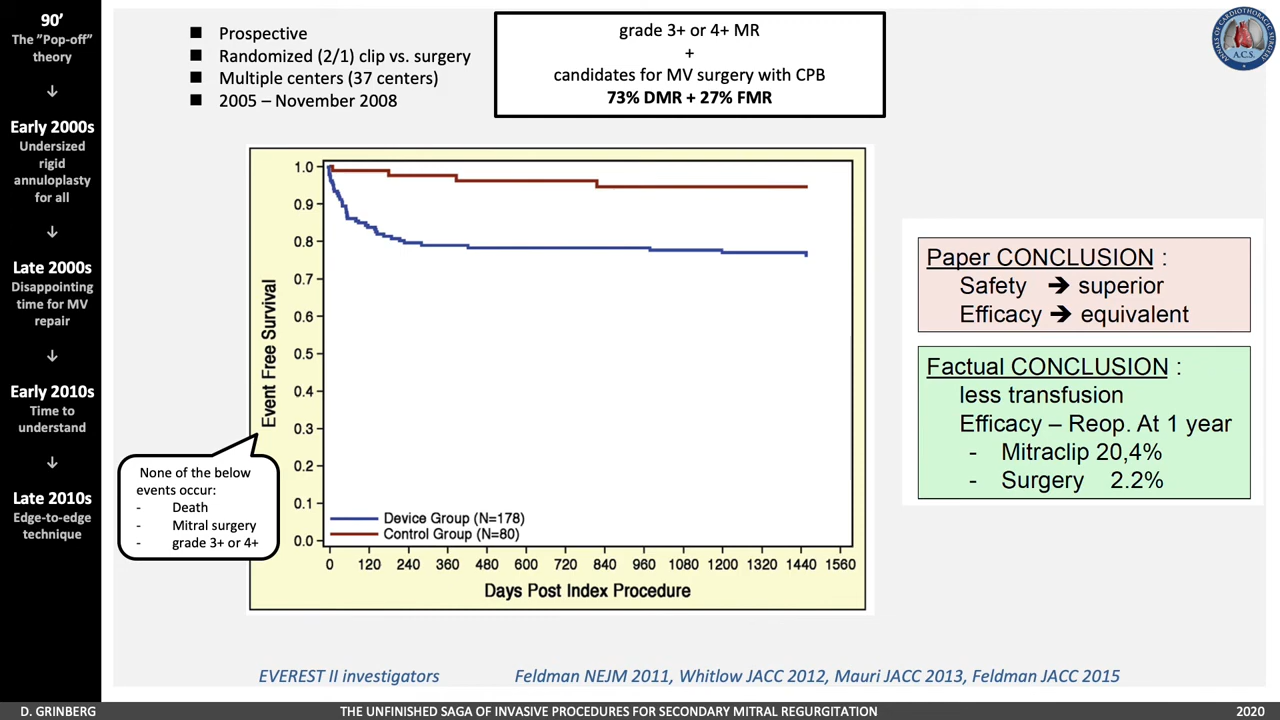 90’
The ”Pop-off”
theory
↓
Early 2000s
Undersized
rigid
annuloplasty
for all
↓
Late 2000s
Disappointing
time for MV
repair
↓
Early 2010s
Time to
understand
↓
Late 2010s
Edge-to-edge
technique
■ Prospective
■ Randomized (2/1) clip vs. surgery
■ Multiple centers (37 centers)
■ 2005 – November 2008
grade 3+ or 4+ MR
+
candidates for MV surgery with CPB
73% DMR + 27% FMR
ANNALS OF CARDIOTHORACIC SURGERY
A.C.S.
Event Free Survival
1.0
0.9
0.8
0.7
0.6
0.5
0.4
0.3
0.2
0.1
0.0
Device Group (N=178)
Control Group (N=80)
0 120 240 360 480 600 720 840 960 1080 1200 1320 1440 1560
Days Post Index Procedure
None of the below
events occur:
- Death
- Mitral surgery
- grade 3+ or 4+
Paper CONCLUSION :
Safety ➔ superior
Efficacy ➔ equivalent
Factual CONCLUSION :
less transfusion
Efficacy – Reop. At 1 year
- Mitraclip 20,4%
- Surgery 2.2%
EVEREST II investigators
Feldman NEJM 2011, Whitlow JACC 2012, Mauri JACC 2013, Feldman JACC 2015
D. GRINBERG
THE UNFINISHED SAGA OF INVASIVE PROCEDURES FOR SECONDARY MITRAL REGURGITATION
2020